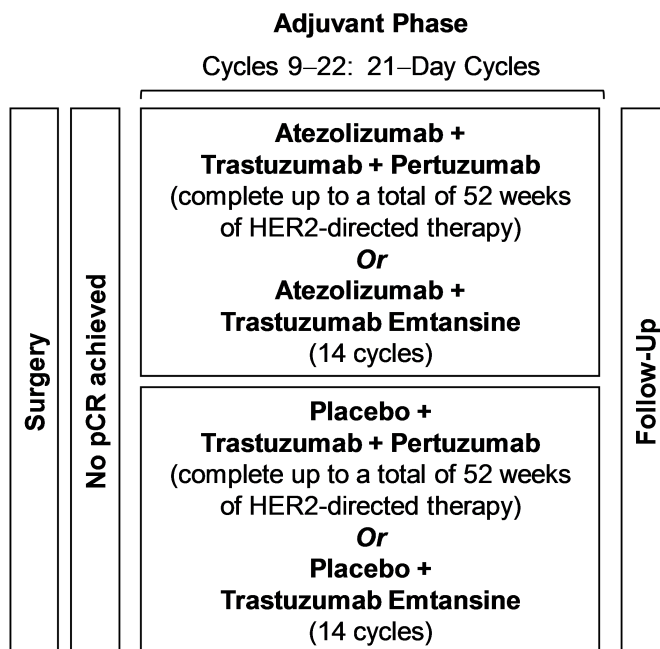 Adjuvant Phase
Cycles 9–22: 21–Day Cycles
Surgery
No pCR achieved
Atezolizumab +
Trastuzumab + Pertuzumab
(complete up to a total of 52 weeks
of HER2-directed therapy)
Or
Atezolizumab +
Trastuzumab Emtansine
(14 cycles)
Placebo +
Trastuzumab + Pertuzumab
(complete up to a total of 52 weeks
of HER2-directed therapy)
Or
Placebo +
Trastuzumab Emtansine
(14 cycles)
Follow-Up